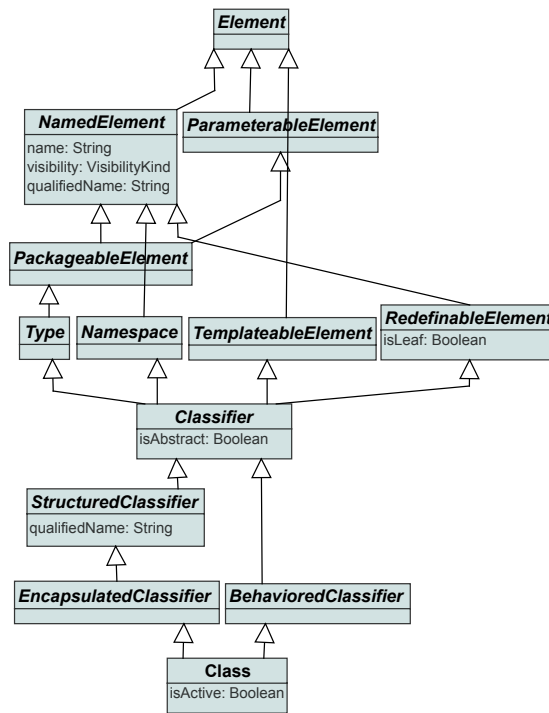 Element
NamedElement
name: String
visibility: VisibilityKind
qualifiedName: String
ParameterableElement
PackageableElement
Type
Namespace
TemplateableElement
RedefinableElement
isLeaf: Boolean
Classifier
isAbstract: Boolean
StructuredClassifier
qualifiedName: String
EncapsulatedClassifier
BehavioredClassifier
Class
isActive: Boolean